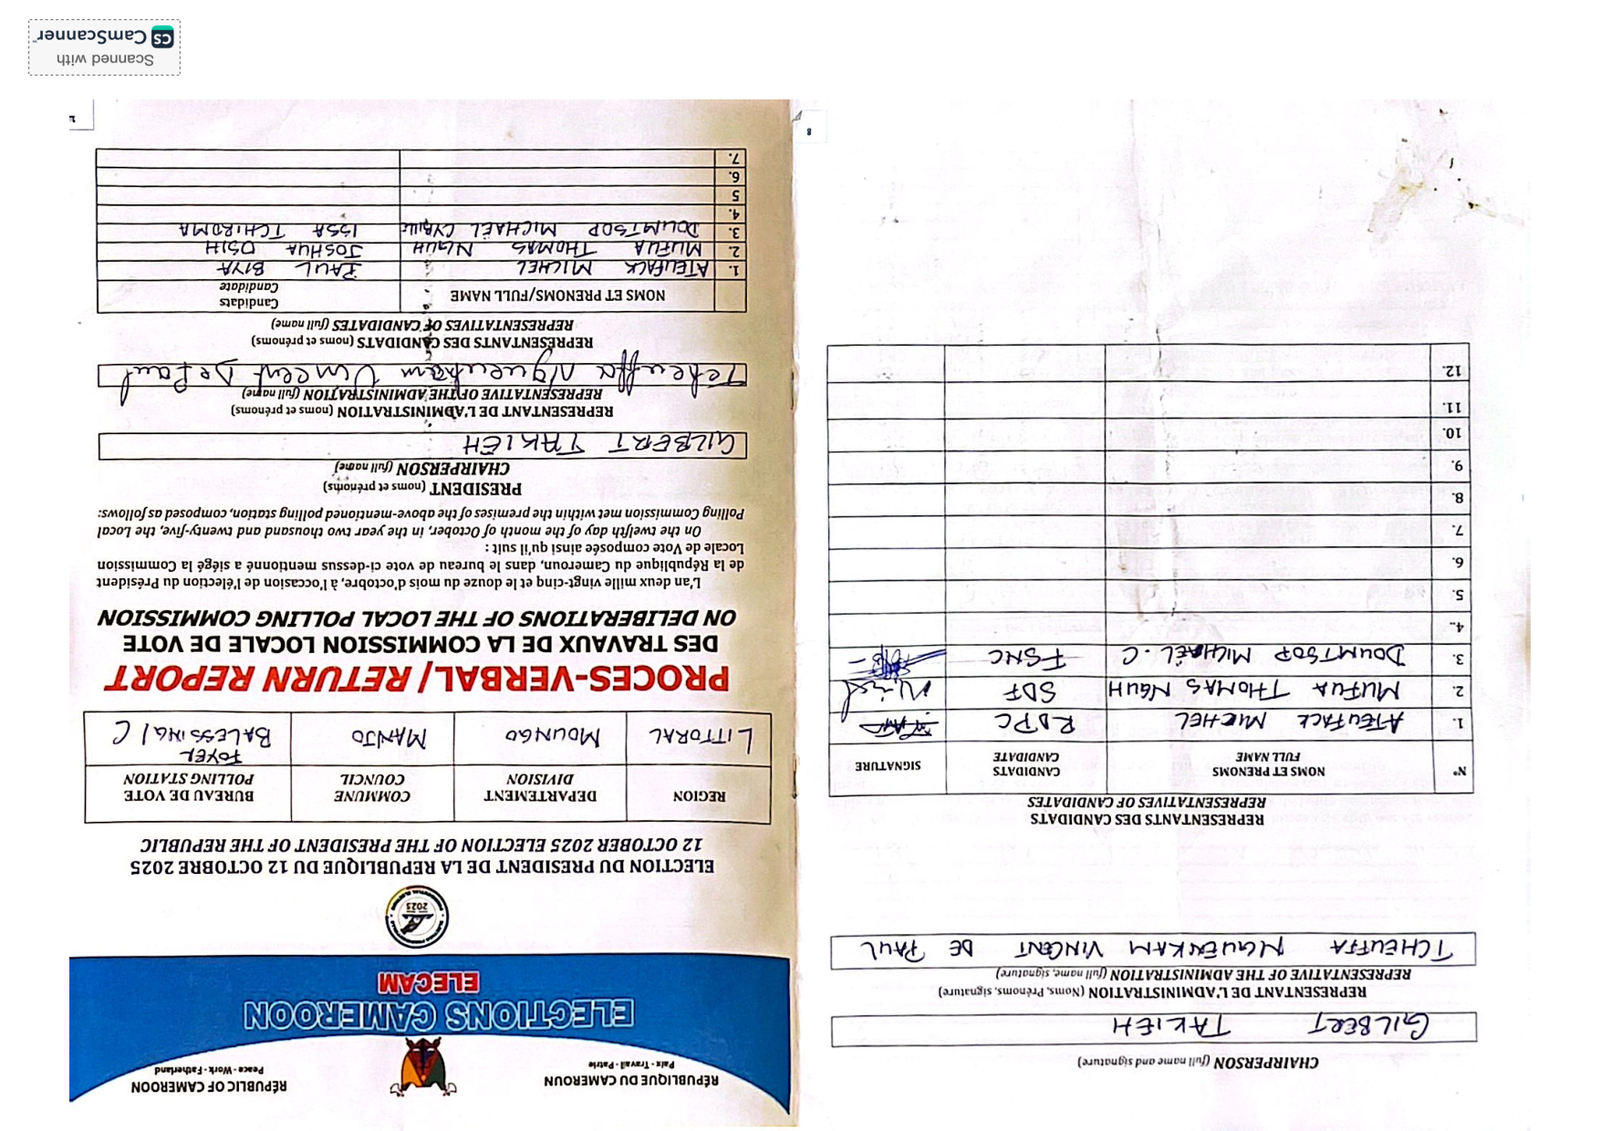 RÉPUBLIQUE DU CAMEROUN
Paix - Travail - Patrie
RÉPUBLIC OF CAMEROON
Peace - Work - Fatherland
ELECTIONS CAMEROON
ELECAM
2025
ELECTION DU PRESIDENT DE LA REPUBLIQUE DU 12 OCTOBRE 2025
12 OCTOBER 2025 ELECTION OF THE PRESIDENT OF THE REPUBLIC
REGION
DEPARTEMENT
DIVISION
COMMUNE
COUNCIL
BUREAU DE VOTE
POLLING STATION
LITTORAL
MOUNGO
MANJO
FOYER
BALESSING / C
PROCES-VERBAL/ RETURN REPORT
DES TRAVAUX DE LA COMMISSION LOCALE DE VOTE
ON DELIBERATIONS OF THE LOCAL POLLING COMMISSION
L'an deux mille vingt-cinq et le douze du mois d'octobre, à l'occasion de l'élection du Président
de la République du Cameroun, dans le bureau de vote ci-dessus mentionné a siégé la Commission
Locale de Vote composée ainsi qu'il suit :
On the twelfth day of the month of October, in the year two thousand and twenty-five, the Local
Polling Commission met within the premises of the above-mentioned polling station, composed as follows:
PRESIDENT (noms et prénoms)
CHAIRPERSON (full name)
GILBERT TAKIEH
REPRESENTANT DE L'ADMINISTRATION (noms et prénoms)
REPRESENTATIVE OF THE ADMINISTRATION (full name)
Tcheuffa Nguenkam Vincent De Paul
REPRÉSENTANTS DES CANDIDATS (noms et prénoms)
REPRESENTATIVES OF CANDIDATES (full name)
NOMS ET PRENOMS/FULL NAME
Candidats
Candidate
1. ATEUFACK MICHEL PAUL BIYA
2. MUFUA THOMAS NGUH JOSHUA OSIH
3. DOUMTSOP MICHAËL CYRILLE ISSA TCHIROMA
4.
5
6.
7.
1
CHAIRPERSON (full name and signature)
GILBERT TAKIEH
REPRESENTANT DE L'ADMINISTRATION (Noms, Prénoms, signature)
REPRESENTATIVE OF THE ADMINISTRATION (full name, signature)
TCHEUFFA NGUENKAM VINCENT DE PAUL
REPRESENTANTS DES CANDIDATS
REPRESENTATIVES OF CANDIDATES
N°
NOMS ET PRENOMS
FULL NAME
CANDIDATS
CANDIDATE
SIGNATURE
1. ATEUFACK MICHEL RDPC
2. MUFUA THOMAS NGUH SDF
3. DOUMTSOP MICHAËL . C FSNC
4.
5.
6.
7.
8.
9.
10.
11.
12.
8
Scanned with
CS CamScanner